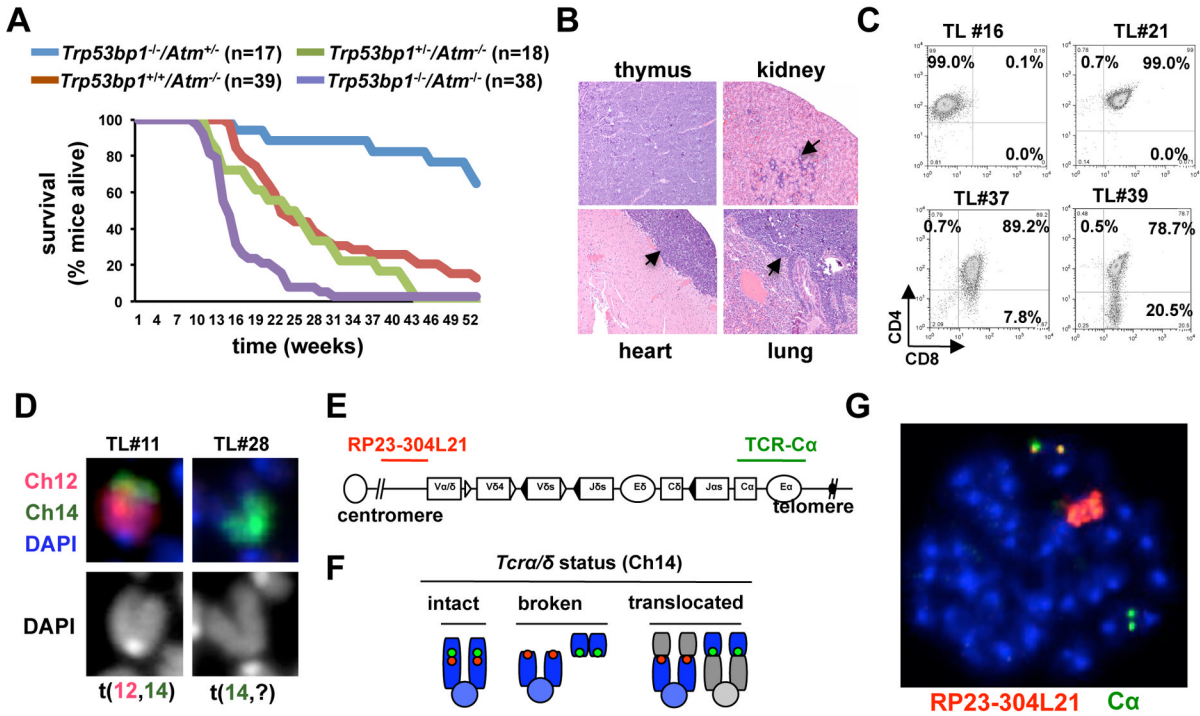 A
Trp53bp1-/-/Atm+/- (n=17)
Trp53bp1+/-/Atm-/- (n=18)
Trp53bp1+/+/Atm-/- (n=39)
Trp53bp1-/-/Atm-/- (n=38)
survival
(% mice alive)
100
80
60
40
20
0
1 4 7 10 13 16 19 22 25 28 31 34 37 40 43 46 49 52
time (weeks)
B
thymus kidney
heart lung
C
TL #16 TL#21
99.0% 0.1% 0.7% 99.0%
0.0% 0.0%
TL#37 TL#39
0.7% 89.2% 0.5% 78.7%
7.8% 20.5%
CD4
CD8
D
TL#11 TL#28
Ch12
Ch14
DAPI
DAPI
t(12,14) t(14,?)
E
RP23-304L21 TCR-Cα
Vα/δ Vδ4 Vδs Jδs Eδ Cδ Jαs Cα Eα
centromere telomere
F
Tcrα/δ status (Ch14)
intact broken translocated
G
RP23-304L21 Cα